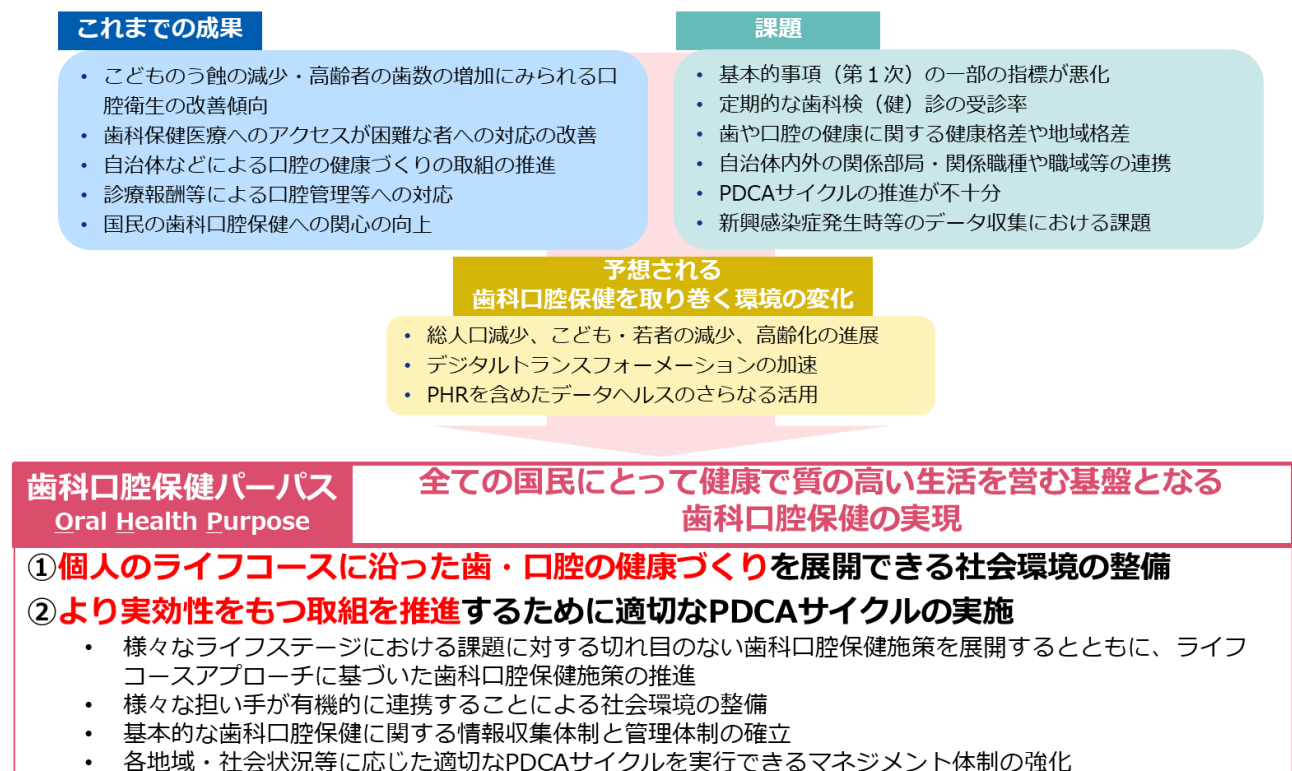 これまでの成果
• こどものう蝕の減少・高齢者の歯数の増加にみられる口
腔衛生の改善傾向
• 歯科保健医療へのアクセスが困難な者への対応の改善
• 自治体などによる口腔の健康づくりの取組の推進
• 診療報酬等による口腔管理等への対応
• 国民の歯科口腔保健への関心の向上
課題
• 基本的事項（第１次）の一部の指標が悪化
• 定期的な歯科検（健）診の受診率
• 歯や口腔の健康に関する健康格差や地域格差
• 自治体内外の関係部局・関係職種や職域等の連携
• PDCAサイクルの推進が不十分
• 新興感染症発生時等のデータ収集における課題
予想される
歯科口腔保健を取り巻く環境の変化
• 総人口減少、こども・若者の減少、高齢化の進展
• デジタルトランスフォーメーションの加速
• PHRを含めたデータヘルスのさらなる活用
歯科口腔保健パーパス
Oral Health Purpose
全ての国民にとって健康で質の高い生活を営む基盤となる
歯科口腔保健の実現
①個人のライフコースに沿った歯・口腔の健康づくりを展開できる社会環境の整備
②より実効性をもつ取組を推進するために適切なPDCAサイクルの実施
• 様々なライフステージにおける課題に対する切れ目のない歯科口腔保健施策を展開するとともに、ライフ
コースアプローチに基づいた歯科口腔保健施策の推進
• 様々な担い手が有機的に連携することによる社会環境の整備
• 基本的な歯科口腔保健に関する情報収集体制と管理体制の確立
• 各地域・社会状況等に応じた適切なPDCAサイクルを実行できるマネジメント体制の強化